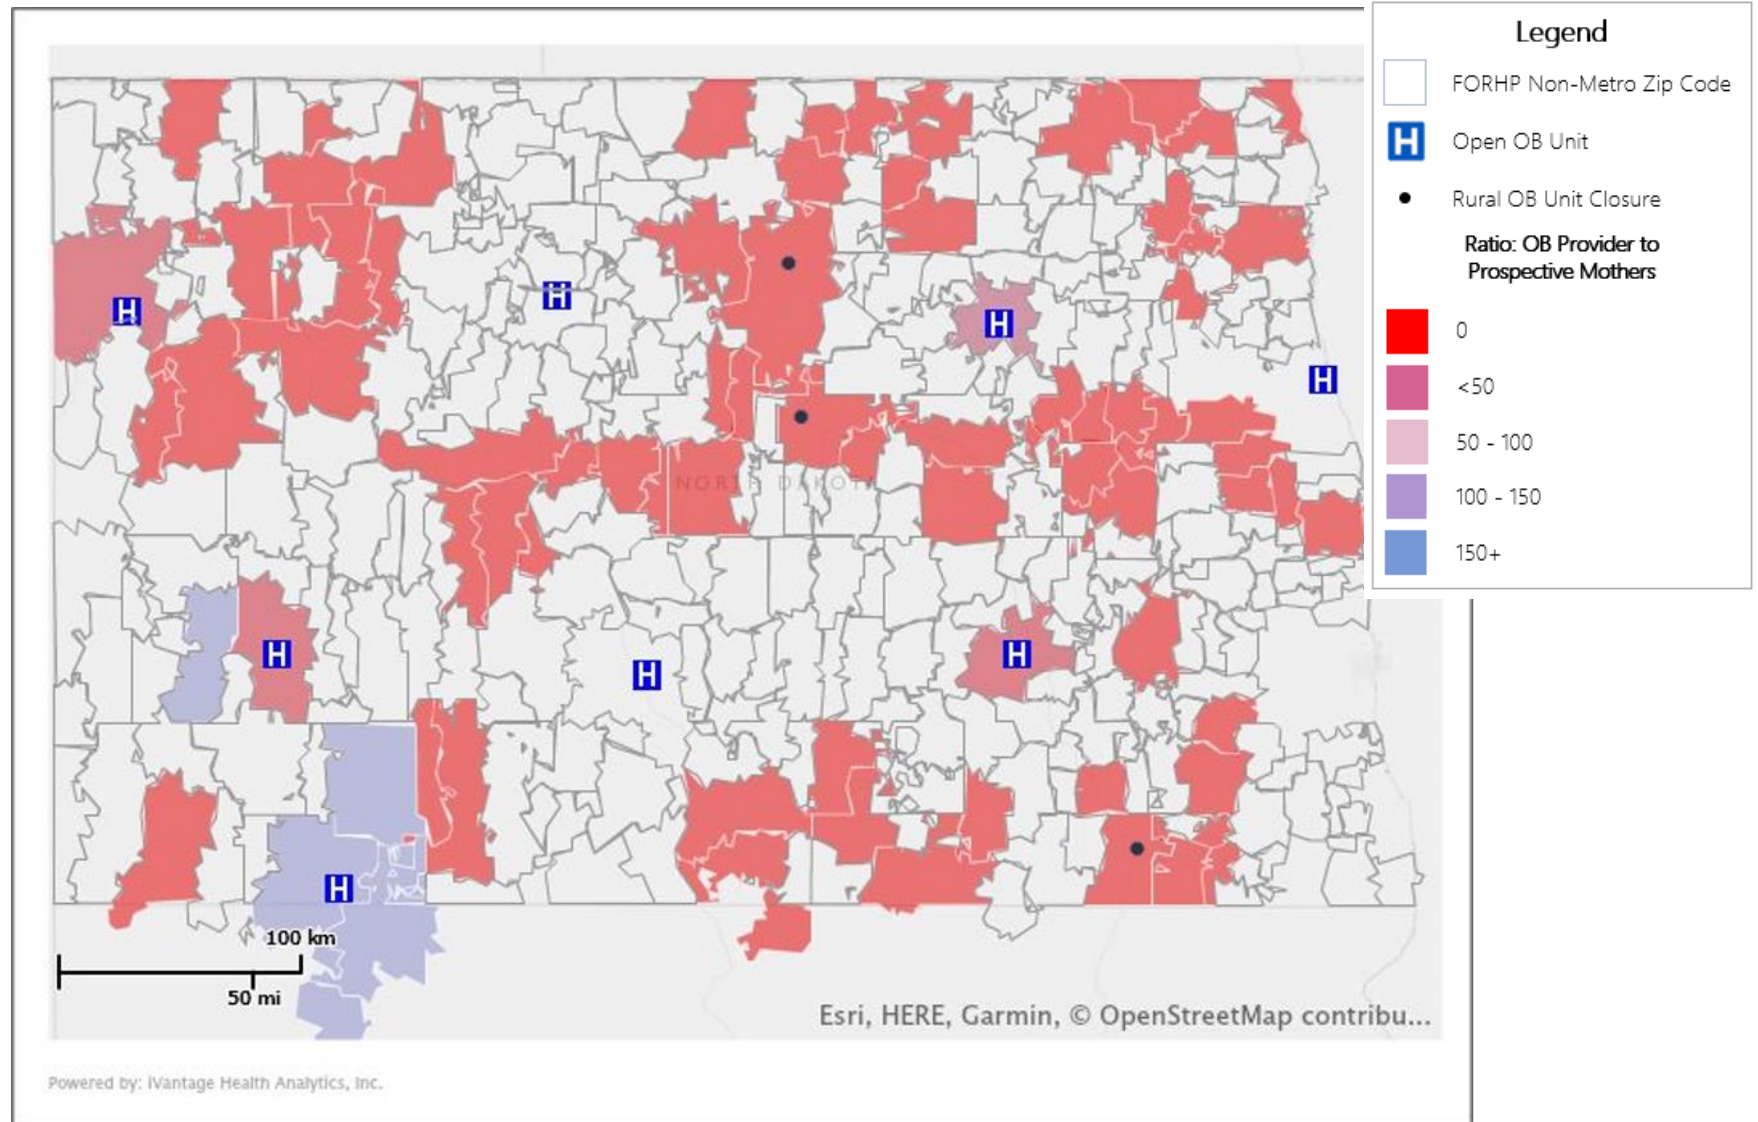 Legend
FORHP Non-Metro Zip Code
H
Open OB Unit
Rural OB Unit Closure
Ratio: OB Provider to
Prospective Mothers
0
<50
50 - 100
100 - 150
150+
H
H
H
H
NORTH DAKOTA
H
H
H
H
100 km
50 mi
Esri, HERE, Garmin, © OpenStreetMap contribu...
Powered by: iVantage Health Analytics, Inc.